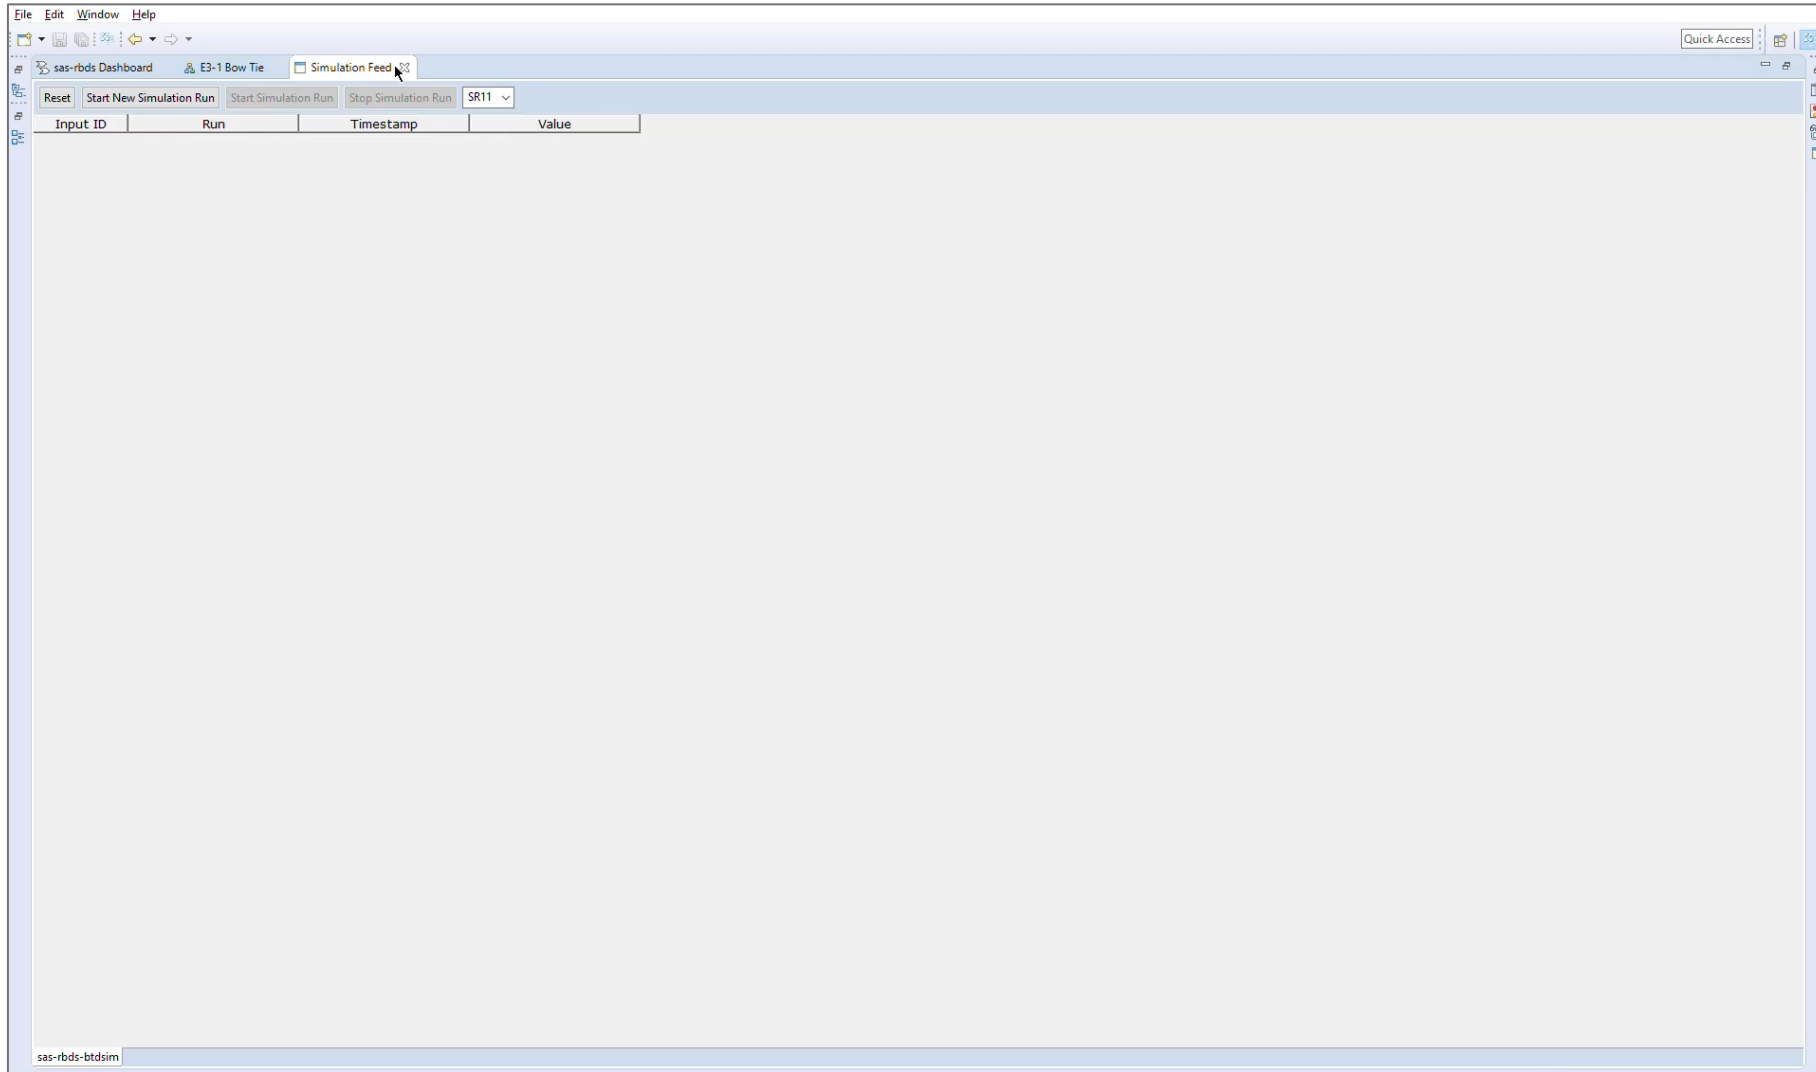 File Edit Window Help
Quick Access
sas-rbds Dashboard E3-1 Bow Tie Simulation Feed
Reset Start New Simulation Run Start Simulation Run Stop Simulation Run SR11
Input ID Run Timestamp Value
sas-rbds-btdsim